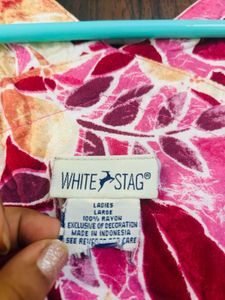 WHITE STAG®
LADIES
LARGE
100% RAYON
EXCLUSIVE OF DECORATION
MADE IN INDONESIA
SEE REVERSE FOR CARE